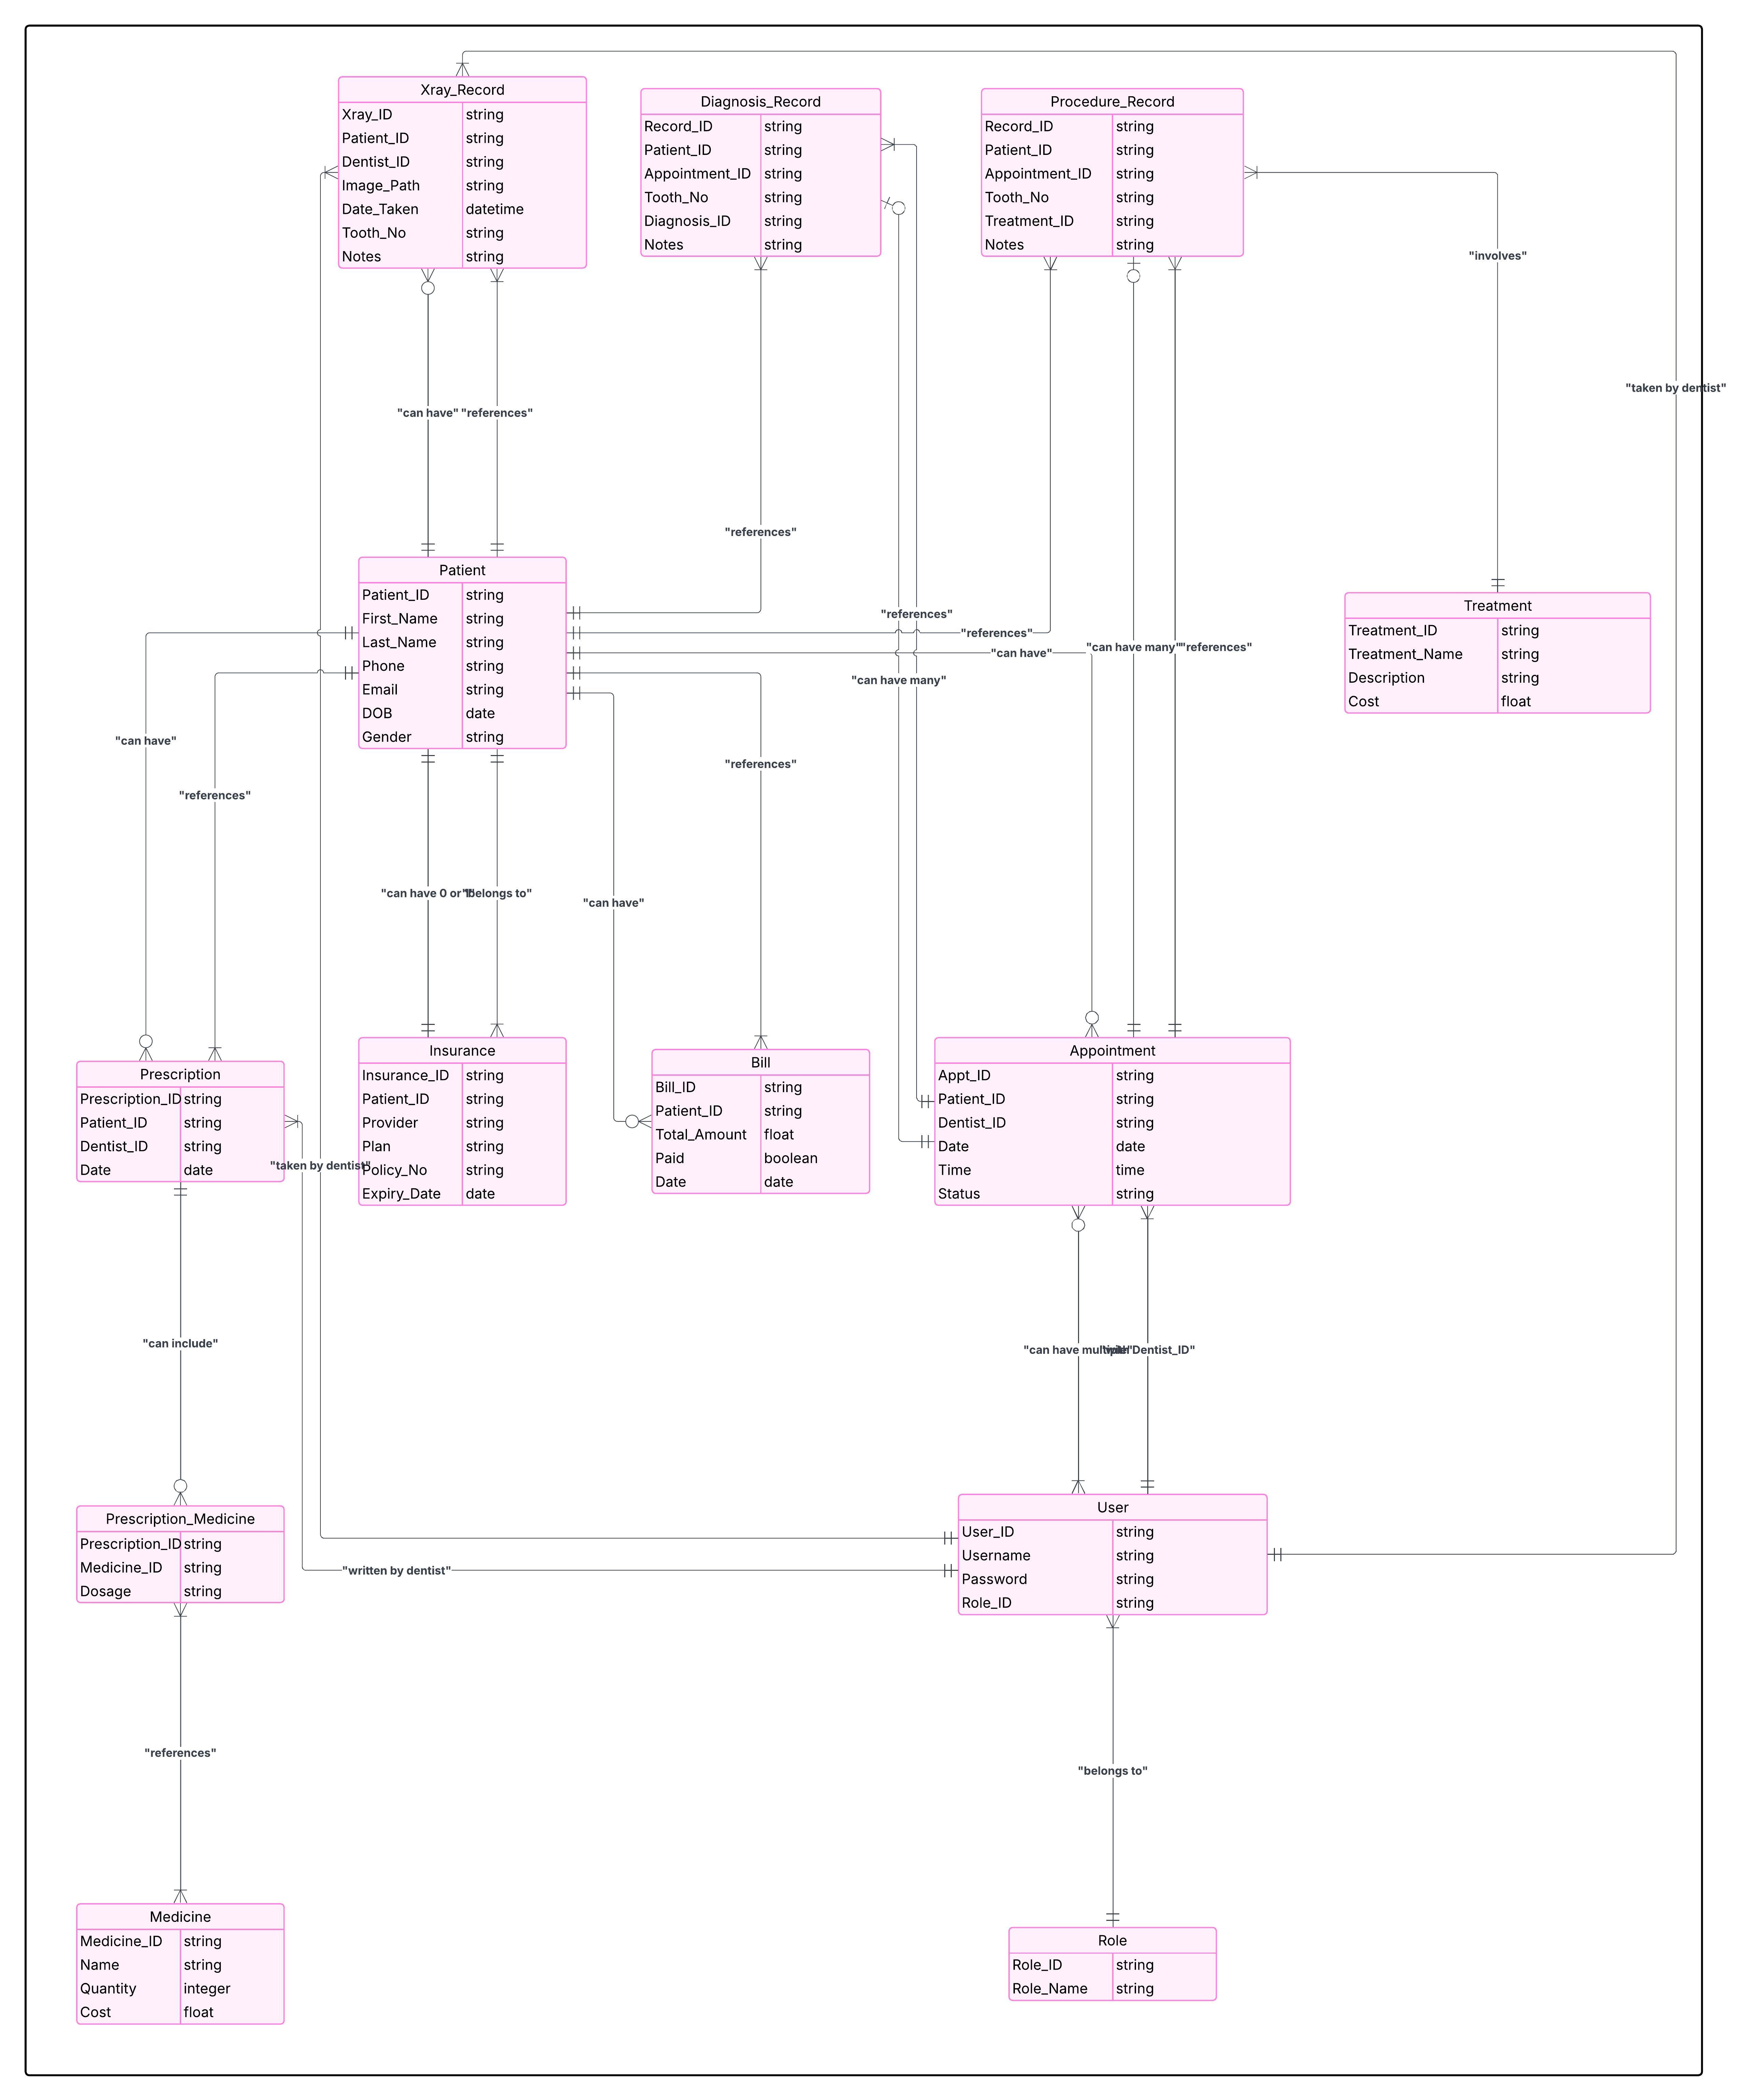 Xray_Record
Xray_ID string
Patient_ID string
Dentist_ID string
Image_Path string
Date_Taken datetime
Tooth_No string
Notes string
Diagnosis_Record
Record_ID string
Patient_ID string
Appointment_ID string
Tooth_No string
Diagnosis_ID string
Notes string
Procedure_Record
Record_ID string
Patient_ID string
Appointment_ID string
Tooth_No string
Treatment_ID string
Notes string
"involves"
"taken by dentist"
"can have"
"references"
"references"
Patient
Patient_ID string
First_Name string
Last_Name string
Phone string
Email string
DOB date
Gender string
"references"
"references"
"can have"
"can have many"
"references"
"can have many"
Treatment
Treatment_ID string
Treatment_Name string
Description string
Cost float
"can have"
"references"
"references"
"can have 0 or 1"
"belongs to"
"can have"
Prescription
Prescription_ID string
Patient_ID string
Dentist_ID string
Date date
"taken by dentist"
Insurance
Insurance_ID string
Patient_ID string
Provider string
Plan string
Policy_No string
Expiry_Date date
Bill
Bill_ID string
Patient_ID string
Total_Amount float
Paid boolean
Date date
Appointment
Appt_ID string
Patient_ID string
Dentist_ID string
Date date
Time time
Status string
"can include"
"can have multiple"
"with Dentist_ID"
Prescription_Medicine
Prescription_ID string
Medicine_ID string
Dosage string
User
User_ID string
Username string
Password string
Role_ID string
"written by dentist"
"references"
"belongs to"
Medicine
Medicine_ID string
Name string
Quantity integer
Cost float
Role
Role_ID string
Role_Name string